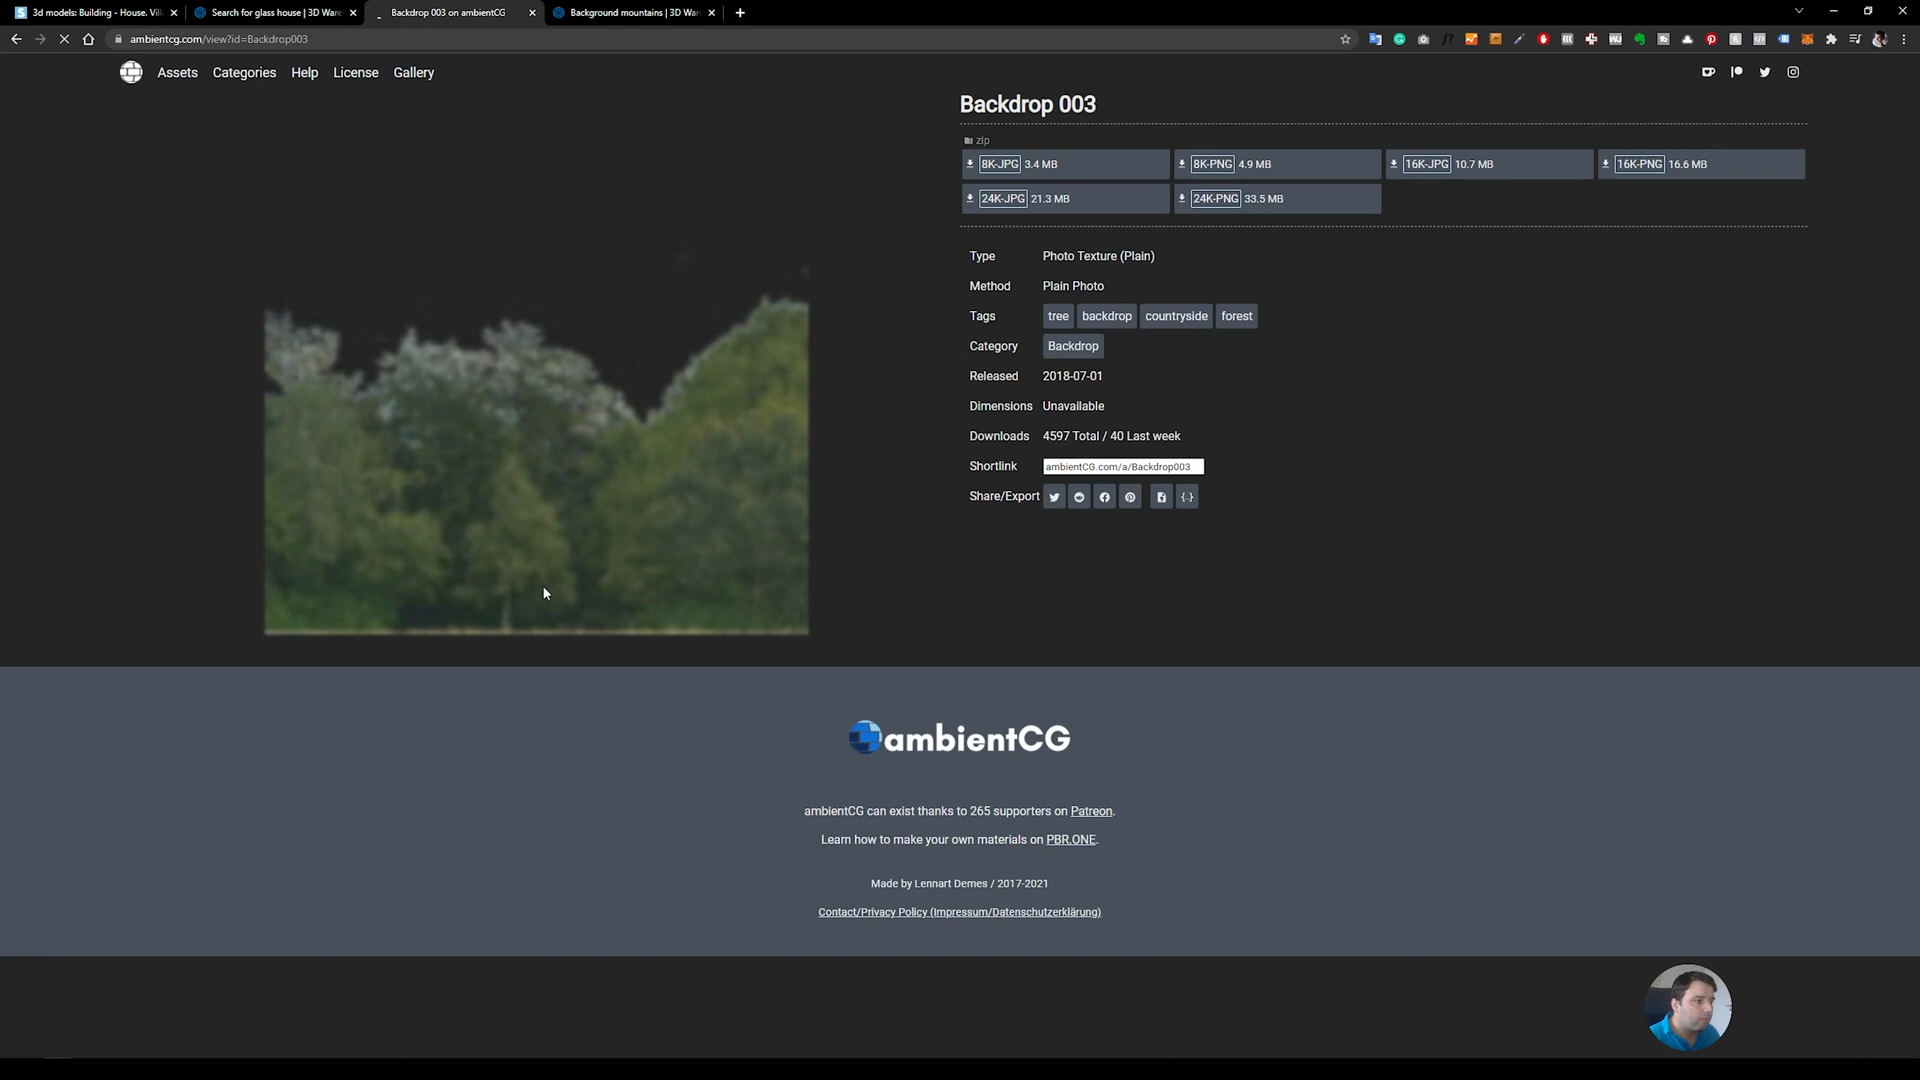 3d models: Building - House. Vil
Search for glass house | 3D Ware
Backdrop 003 on ambientCG
Background mountains | 3D War
ambientcg.com/view?id=Backdrop003
Assets
Categories
Help
License
Gallery
Backdrop 003
zip
8K-JPG 3.4 MB
8K-PNG 4.9 MB
16K-JPG 10.7 MB
16K-PNG 16.6 MB
24K-JPG 21.3 MB
24K-PNG 33.5 MB
Type Photo Texture (Plain)
Method Plain Photo
Tags tree backdrop countryside forest
Category Backdrop
Released 2018-07-01
Dimensions Unavailable
Downloads 4597 Total / 40 Last week
Shortlink ambientCG.com/a/Backdrop003
Share/Export
ambientCG
ambientCG can exist thanks to 265 supporters on Patreon.
Learn how to make your own materials on PBR.ONE.
Made by Lennart Demes / 2017-2021
Contact/Privacy Policy (Impressum/Datenschutzerklärung)